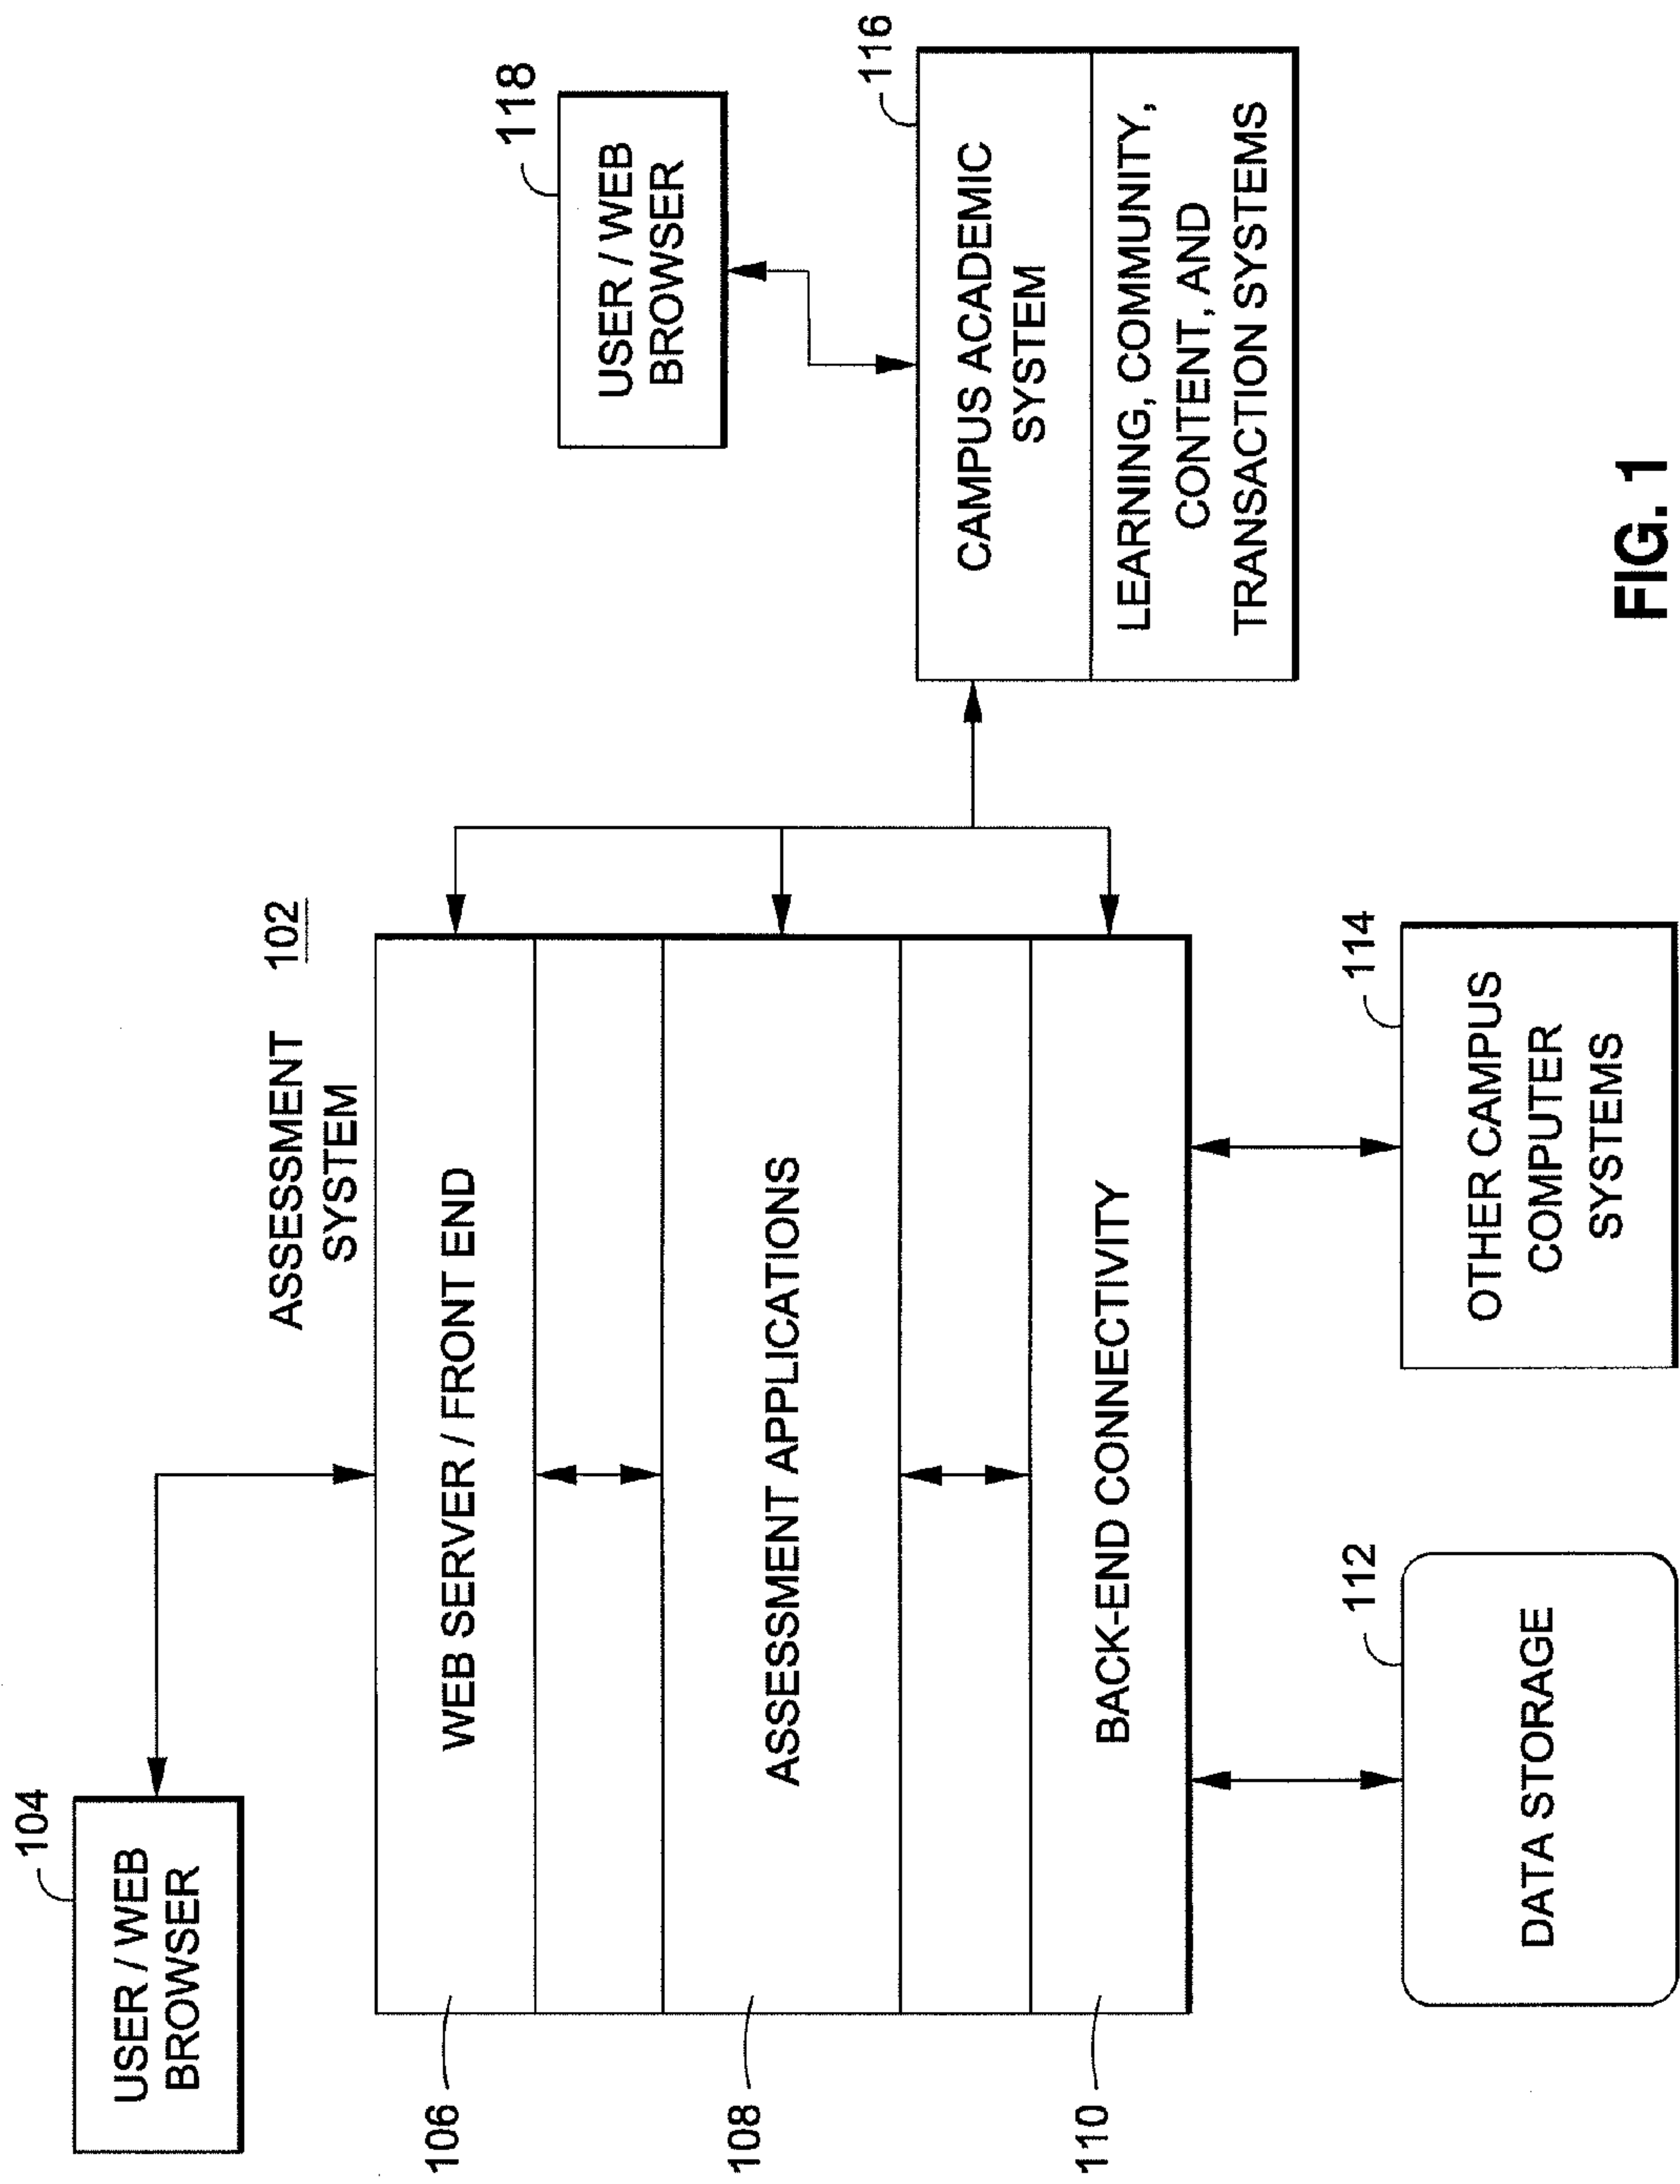 104
USER / WEB
BROWSER
ASSESSMENT 102
SYSTEM
118
USER / WEB
BROWSER
106
WEB SERVER / FRONT END
108
ASSESSMENT APPLICATIONS
110
BACK-END CONNECTIVITY
116
CAMPUS ACADEMIC
SYSTEM
LEARNING, COMMUNITY,
CONTENT, AND
TRANSACTION SYSTEMS
112
DATA STORAGE
114
OTHER CAMPUS
COMPUTER
SYSTEMS
FIG. 1